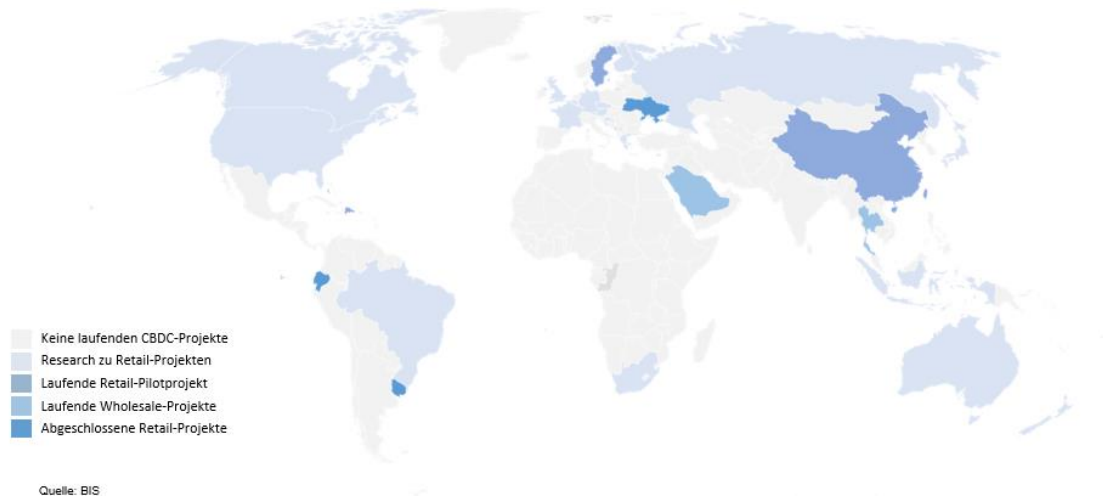 Keine laufenden CBDC-Projekte
Research zu Retail-Projekten
Laufende Retail-Pilotprojekt
Laufende Wholesale-Projekte
Abgeschlossene Retail-Projekte
Quelle: BIS